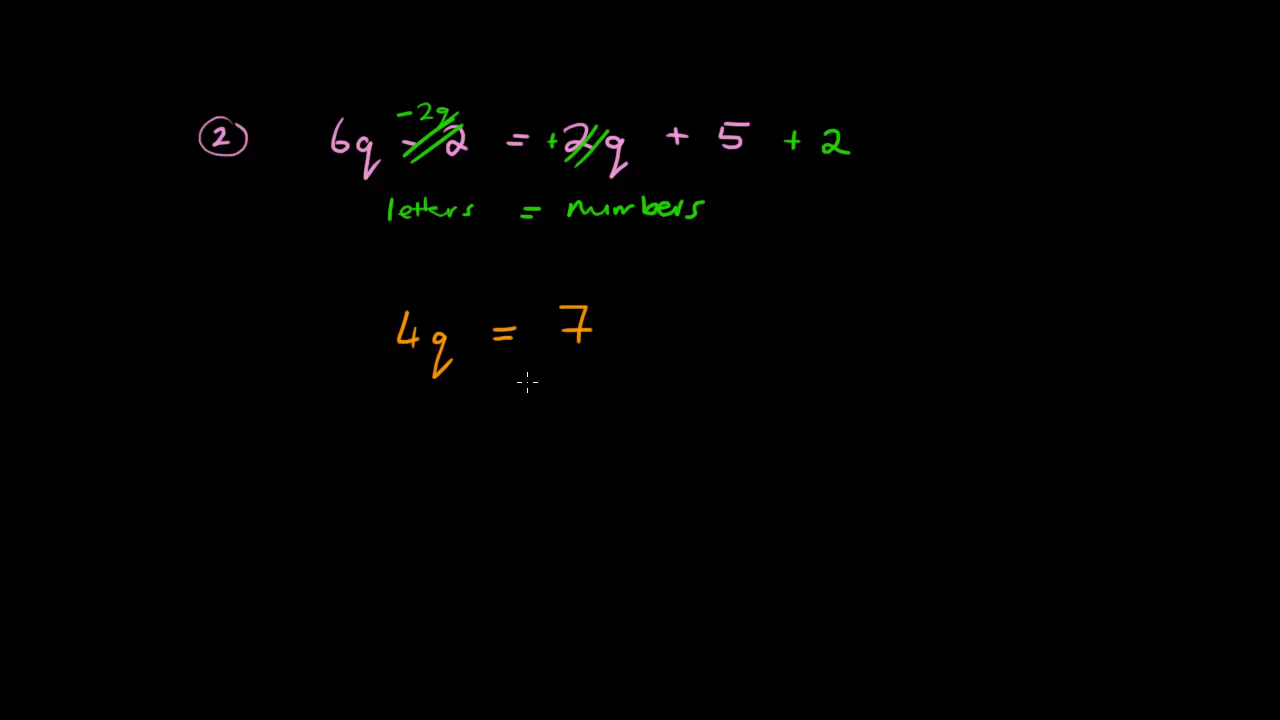 -2q
② 6q - 2 = +2q + 5 + 2
letters = numbers
4q = 7